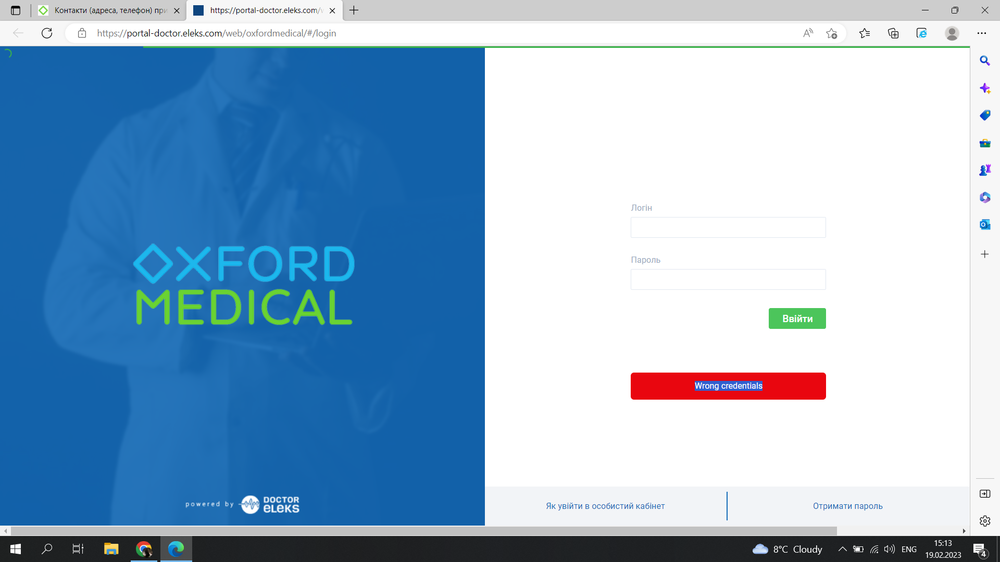 Контакти (адреса, телефон) при
https://portal-doctor.eleks.com/w
https://portal-doctor.eleks.com/web/oxfordmedical/#/login
Логін
Пароль
Ввійти
OXFORD
MEDICAL
Wrong credentials
powered by DOCTOR
eLeKS
Як увійти в особистий кабінет
Отримати пароль
8°C Cloudy
ENG
15:13
19.02.2023
4